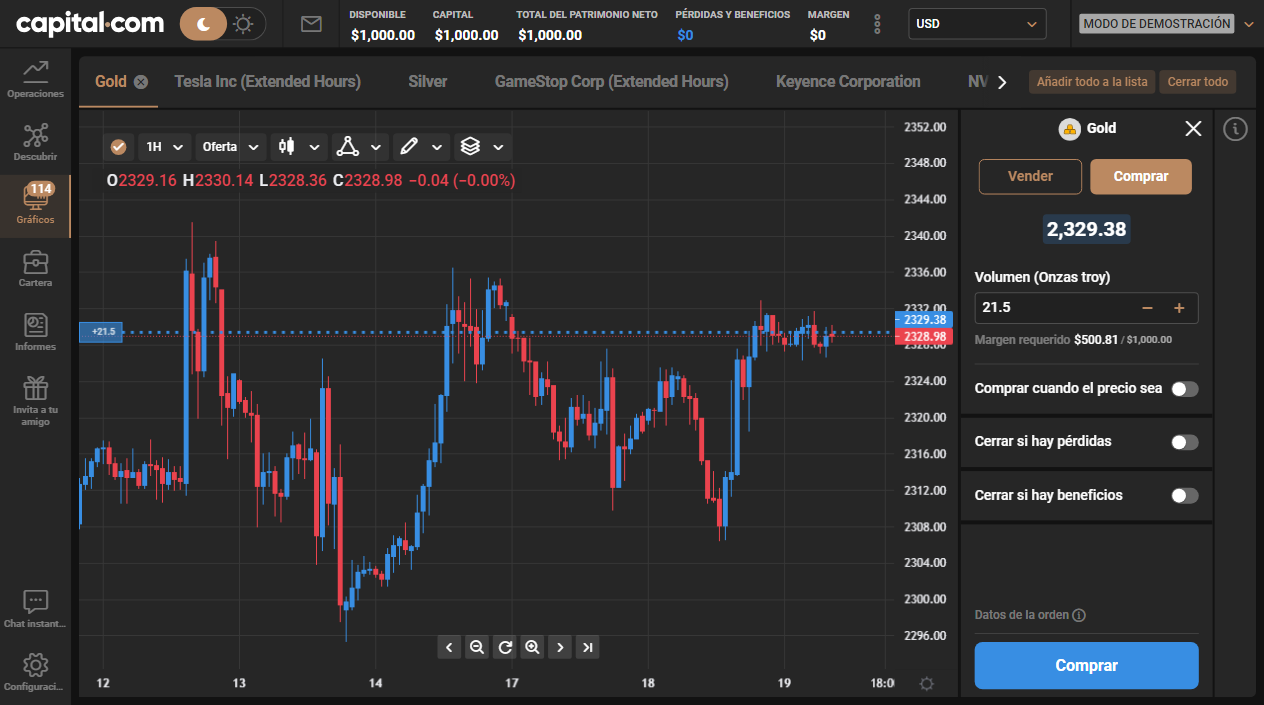 capital.com
DISPONIBLE
$1,000.00
CAPITAL
$1,000.00
TOTAL DEL PATRIMONIO NETO
$1,000.00
PÉRDIDAS Y BENEFICIOS
$0
MARGEN
$0
USD
MODO DE DEMOSTRACIÓN
Operaciones
Descubrir
114
Gráficos
Cartera
Informes
Invita a tu
amigo
Chat instant...
Configuraci...
Gold
Tesla Inc (Extended Hours)
Silver
GameStop Corp (Extended Hours)
Keyence Corporation
NV
Añadir todo a la lista
Cerrar todo
1H
Oferta
O2329.16 H2330.14 L2328.36 C2328.98 −0.04 (−0.00%)
+21.5
2352.00
2348.00
2344.00
2340.00
2336.00
2332.00
2329.38
2328.98
2328.00
2324.00
2320.00
2316.00
2312.00
2308.00
2304.00
2300.00
2296.00
12
13
14
17
18
19
18:0
Gold
Vender
Comprar
2,329.38
Volumen (Onzas troy)
21.5
Margen requerido $500.81 / $1,000.00
Comprar cuando el precio sea
Cerrar si hay pérdidas
Cerrar si hay beneficios
Datos de la orden
Comprar